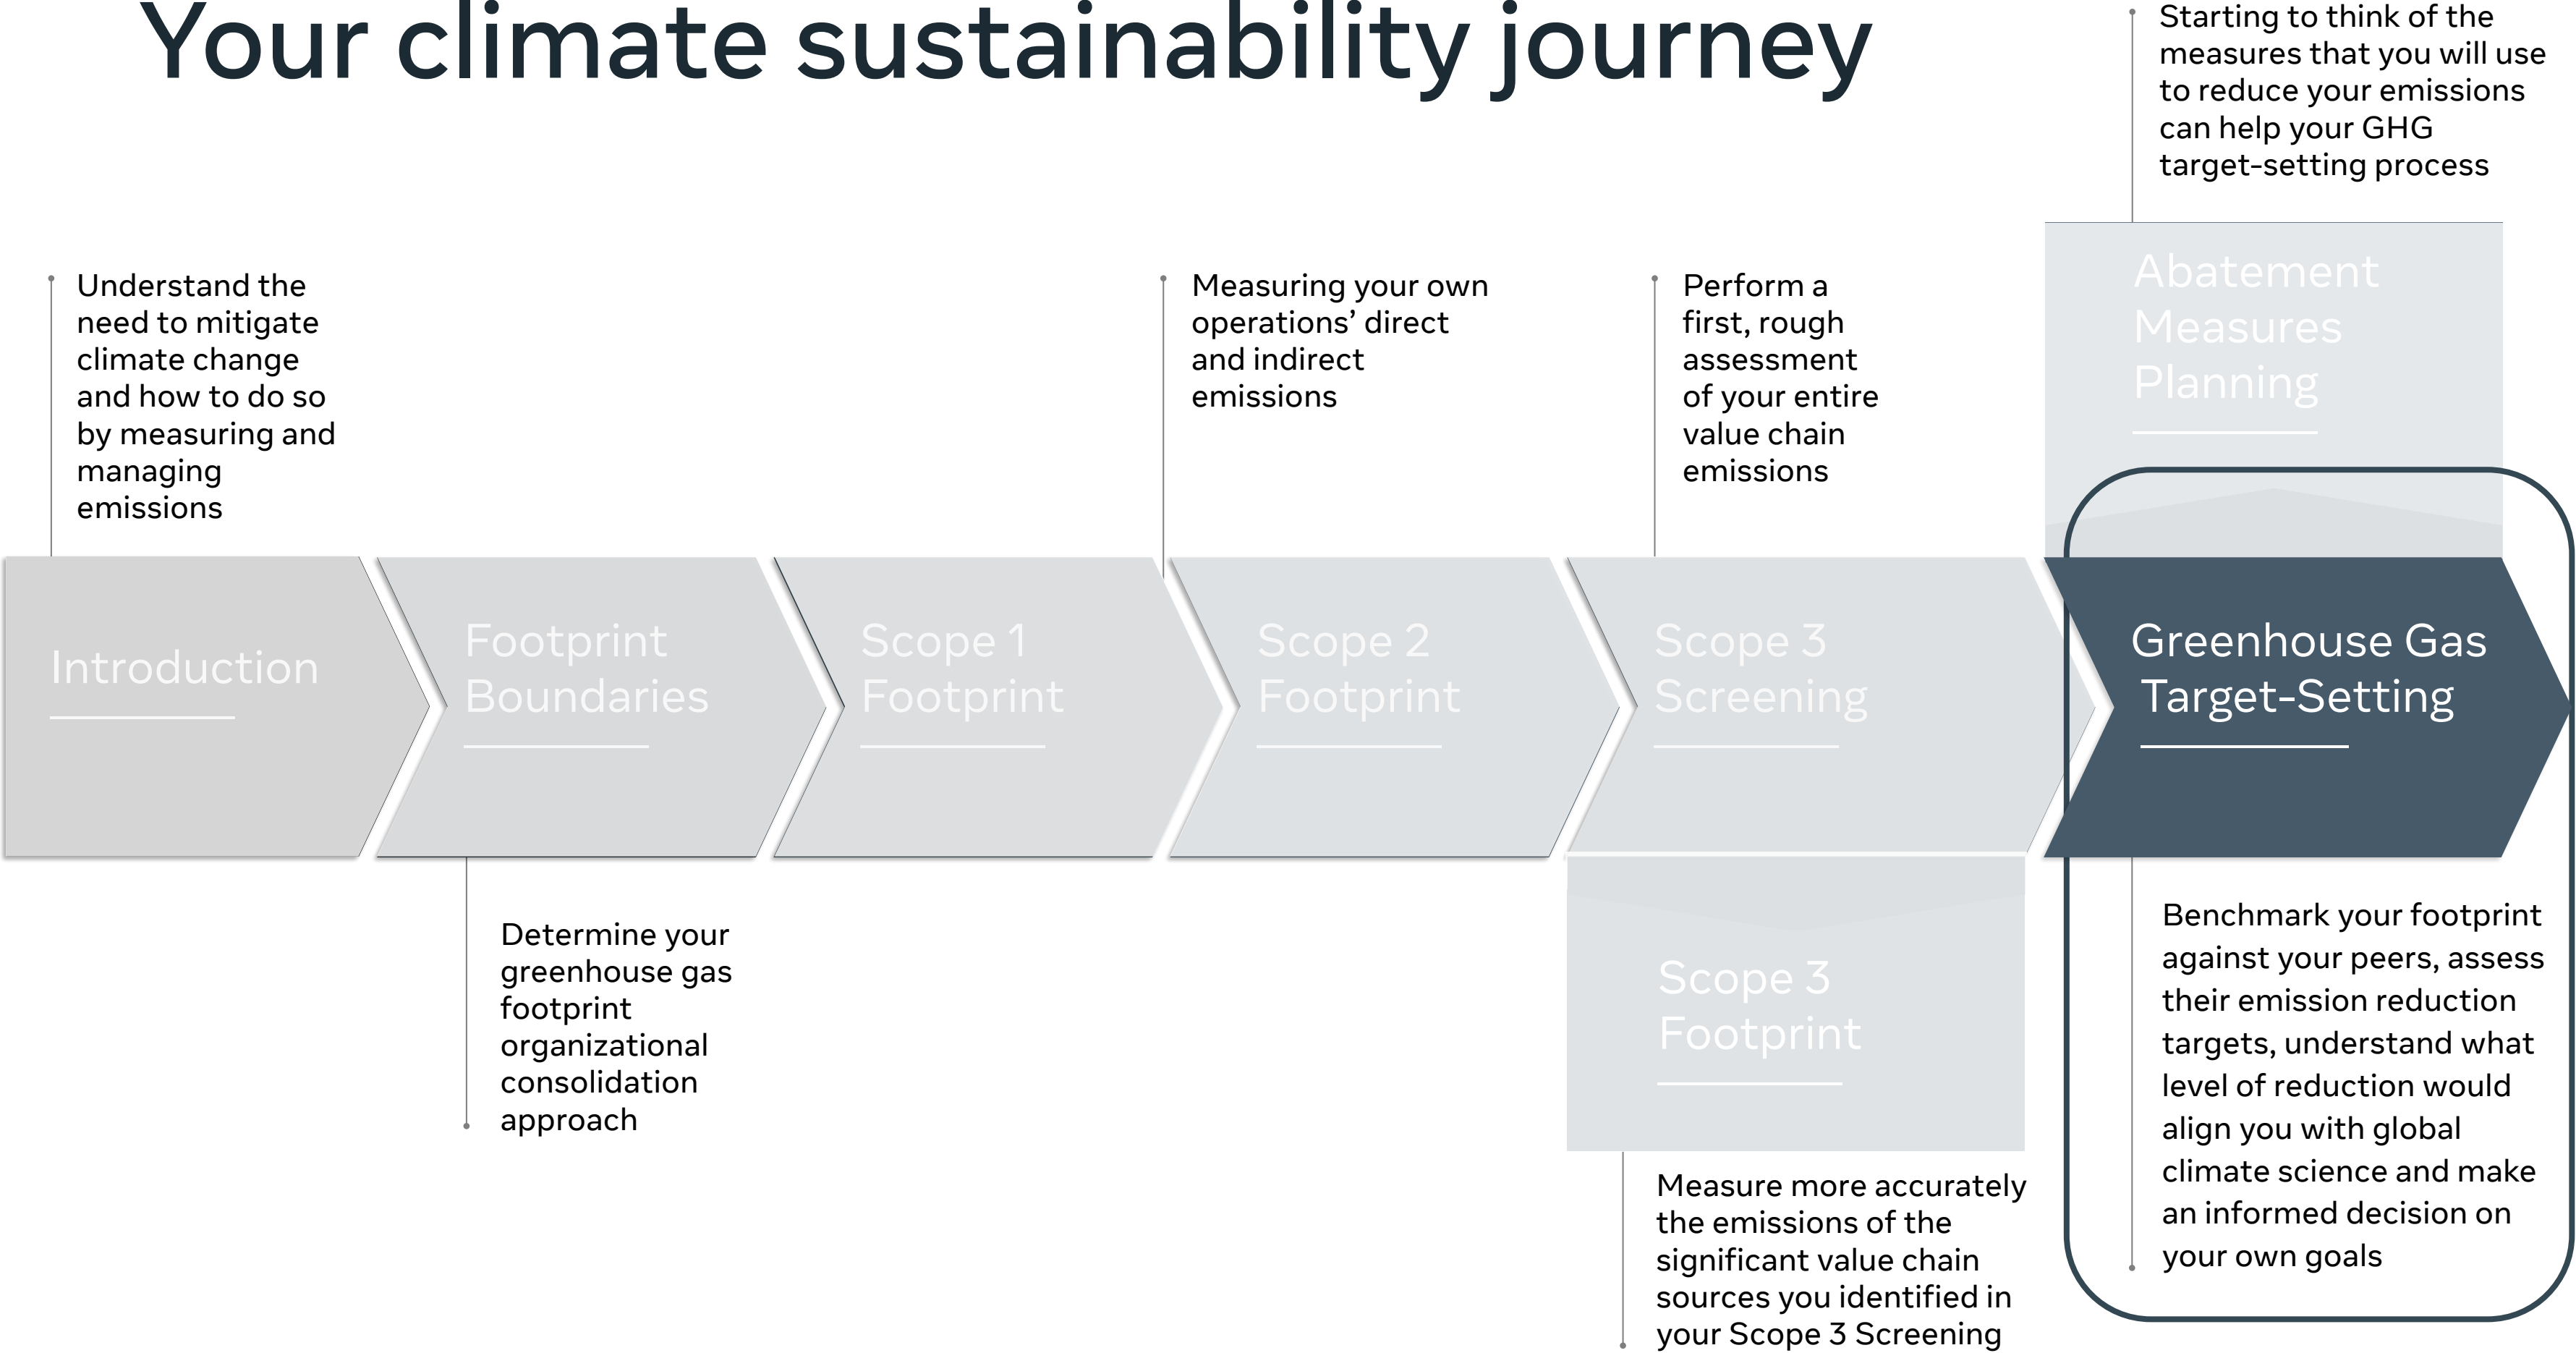 Your climate sustainability journey
Starting to think of the
measures that you will use
to reduce your emissions
can help your GHG
target-setting process
Understand the
need to mitigate
climate change
and how to do so
by measuring and
managing
emissions
Measuring your own
operations’ direct
and indirect
emissions
Perform a
first, rough
assessment
of your entire
value chain
emissions
Abatement
Measures
Planning
Introduction
Footprint
Boundaries
Scope 1
Footprint
Scope 2
Footprint
Scope 3
Screening
Greenhouse Gas
Target-Setting
Determine your
greenhouse gas
footprint
organizational
consolidation
approach
Scope 3
Footprint
Measure more accurately
the emissions of the
significant value chain
sources you identified in
your Scope 3 Screening
Benchmark your footprint
against your peers, assess
their emission reduction
targets, understand what
level of reduction would
align you with global
climate science and make
an informed decision on
your own goals